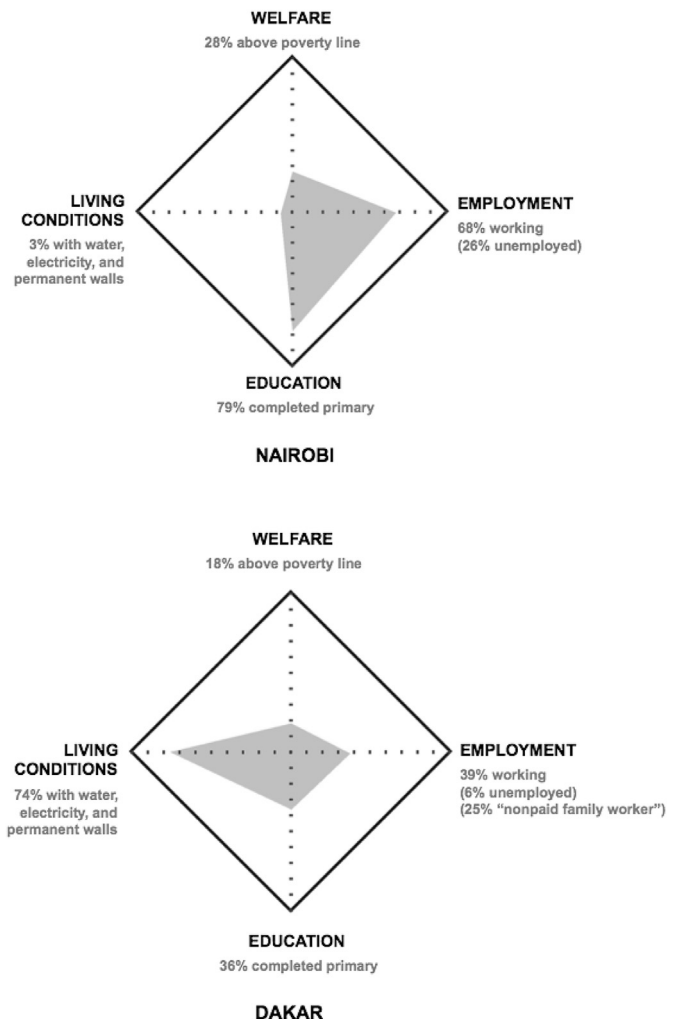 WELFARE
28% above poverty line
LIVING
CONDITIONS
3% with water,
electricity, and
permanent walls
EMPLOYMENT
68% working
(26% unemployed)
EDUCATION
79% completed primary
NAIROBI
WELFARE
18% above poverty line
LIVING
CONDITIONS
74% with water,
electricity, and
permanent walls
EMPLOYMENT
39% working
(6% unemployed)
(25% “nonpaid family worker”)
EDUCATION
36% completed primary
DAKAR